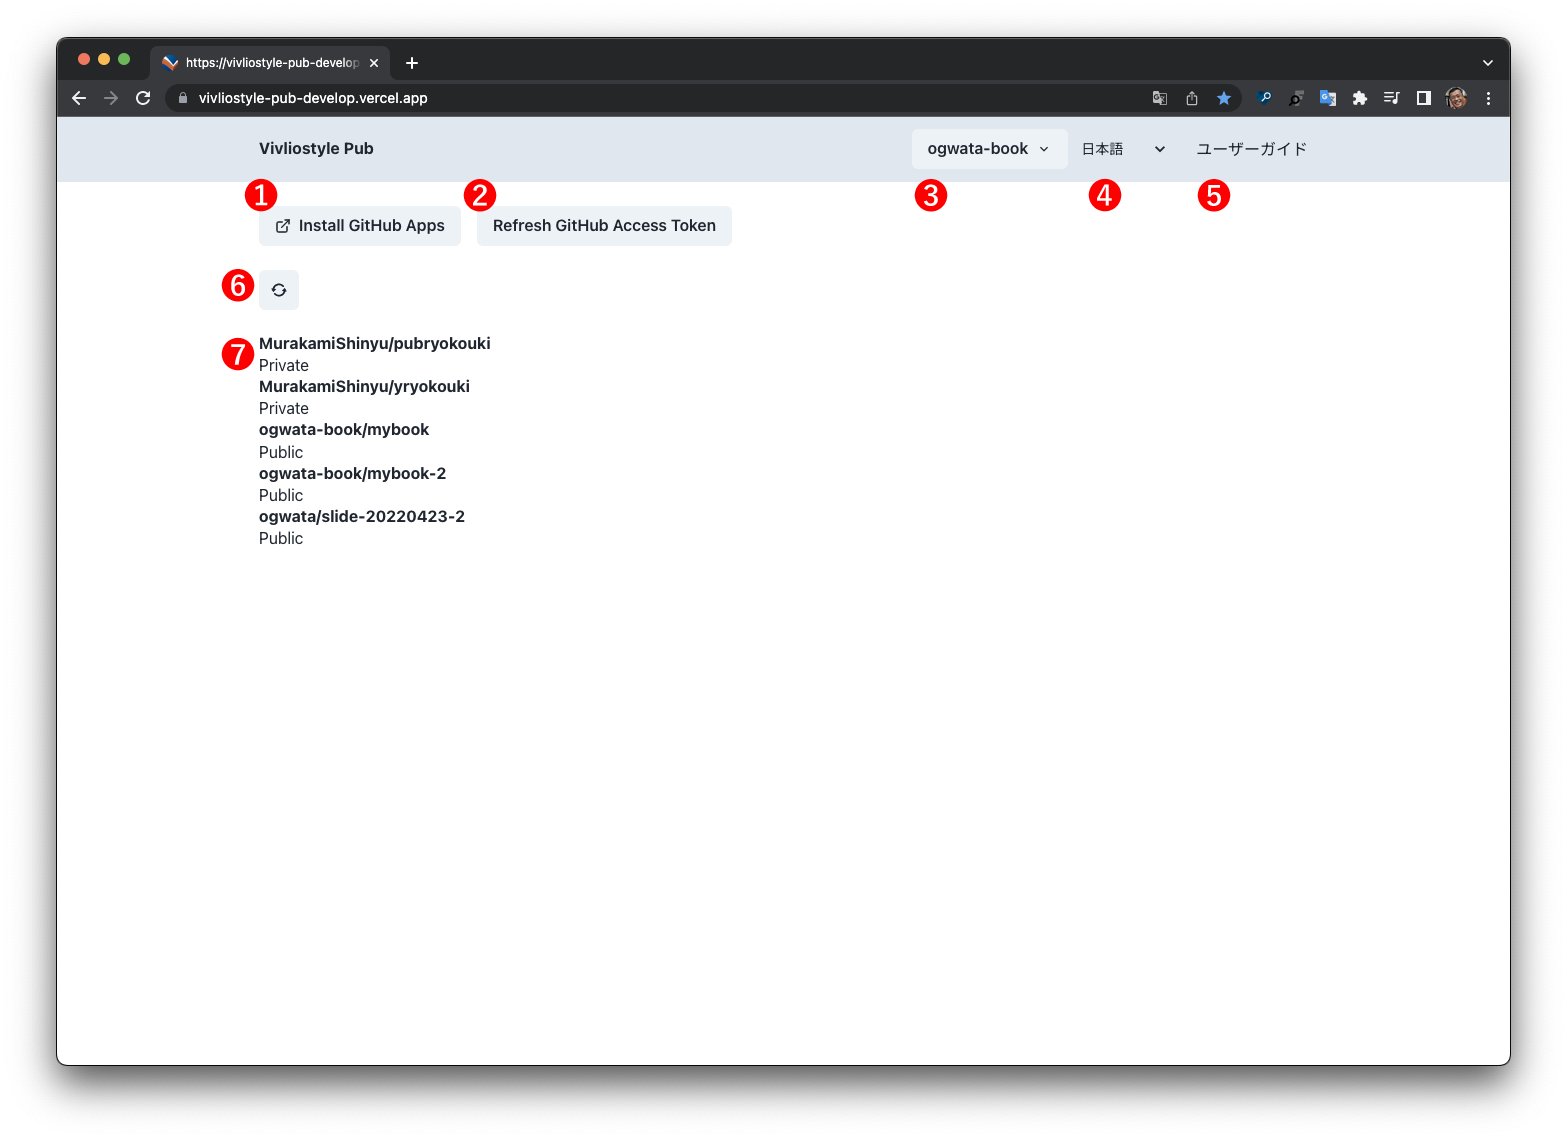 https://vivliostyle-pub-develop
vivliostyle-pub-develop.vercel.app
Vivliostyle Pub
ogwata-book
日本語
ユーザーガイド
1
2
3
4
5
Install GitHub Apps
Refresh GitHub Access Token
6
7
MurakamiShinyu/pubryokouki
Private
MurakamiShinyu/yryokouki
Private
ogwata-book/mybook
Public
ogwata-book/mybook-2
Public
ogwata/slide-20220423-2
Public